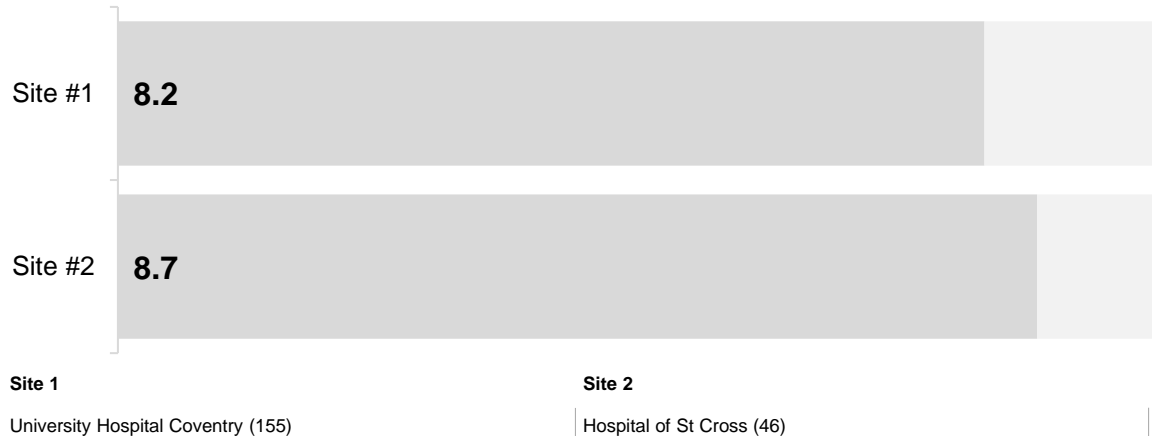 Site #1 8.2
Site #2 8.7
Site 1 Site 2
University Hospital Coventry (155) Hospital of St Cross (46)